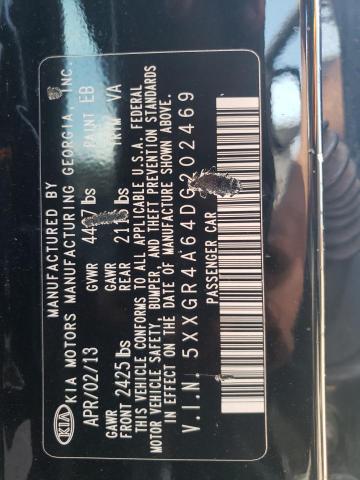 MANUFACTURED BY
KIA KIA MOTORS MANUFACTURING GEORGIA, INC.
APR/02/13 GVWR lbs PAINT EB
GAWR GAWR TRIM VA
FRONT 2425lbs REAR lbs
THIS VEHICLE CONFORMS TO ALL APPLICABLE U.S.A. FEDERAL
MOTOR VEHICLE SAFETY, BUMPER, AND THEFT PREVENTION STANDARDS
IN EFFECT ON THE DATE OF MANUFACTURE SHOWN ABOVE.
V.I.N: 5XXGR4A64DG202469
PASSENGER CAR